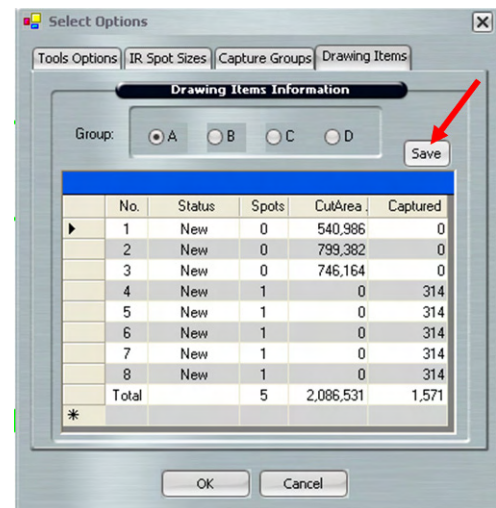 Select Options
Tools Options IR Spot Sizes Capture Groups Drawing Items
Drawing Items Information
Group: A B C D
Save
No. Status Spots CutArea . Captured
1 New 0 540,986 0
2 New 0 799,382 0
3 New 0 746,164 0
4 New 1 0 314
5 New 1 0 314
6 New 1 0 314
7 New 1 0 314
8 New 1 0 314
Total 5 2,086,531 1,571
OK Cancel